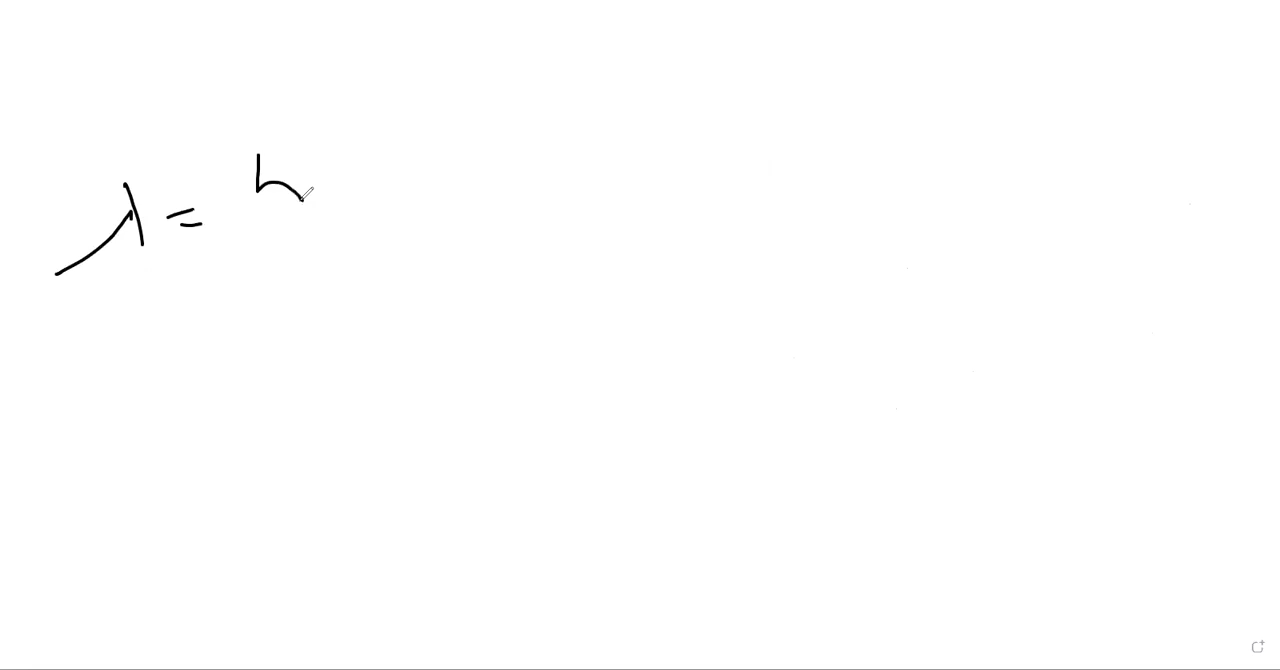 λ = h